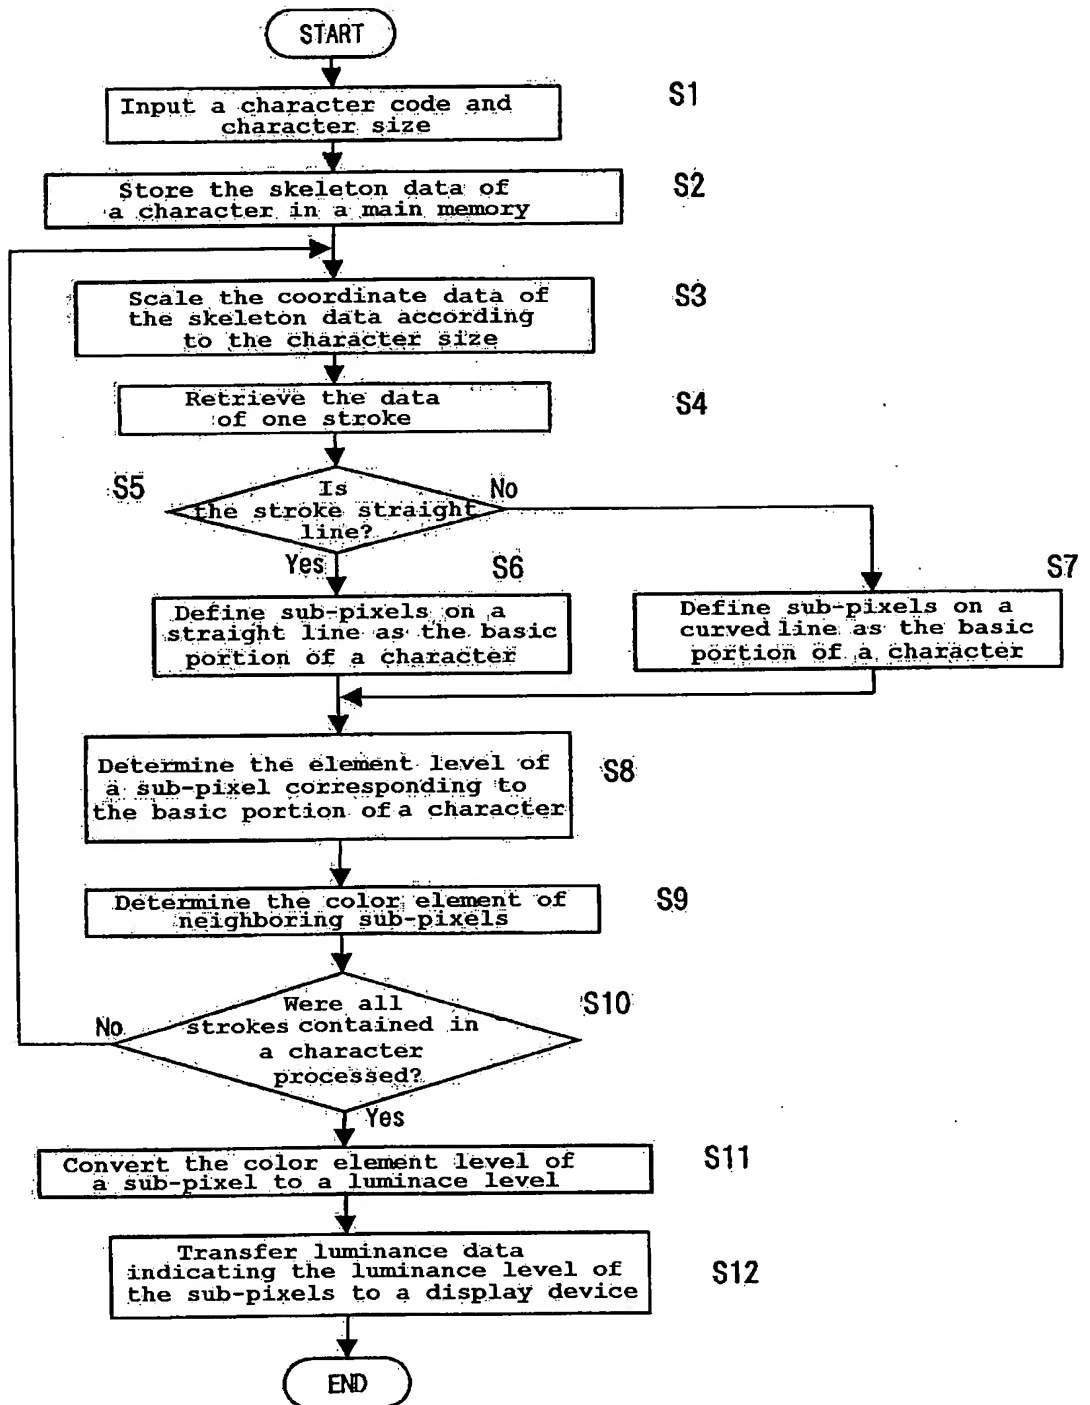 START
S1
Input a character code and
character size
S2
Store the skeleton data of
a character in a main memory
S3
Scale the coordinate data of
the skeleton data according
to the character size
S4
Retrieve the data
of one stroke
S5
Is
the stroke straight
line?
No
Yes
S6
S7
Define sub-pixels on a
straight line as the basic
portion of a character
Define sub-pixels on a
curved line as the basic
portion of a character
S8
Determine the element level of
a sub-pixel corresponding to
the basic portion of a character
S9
Determine the color element of
neighboring sub-pixels
S10
Were all
strokes contained in
a character
processed?
No
Yes
S11
Convert the color element level of
a sub-pixel to a luminace level
S12
Transfer luminance data
indicating the luminance level of
the sub-pixels to a display device
END